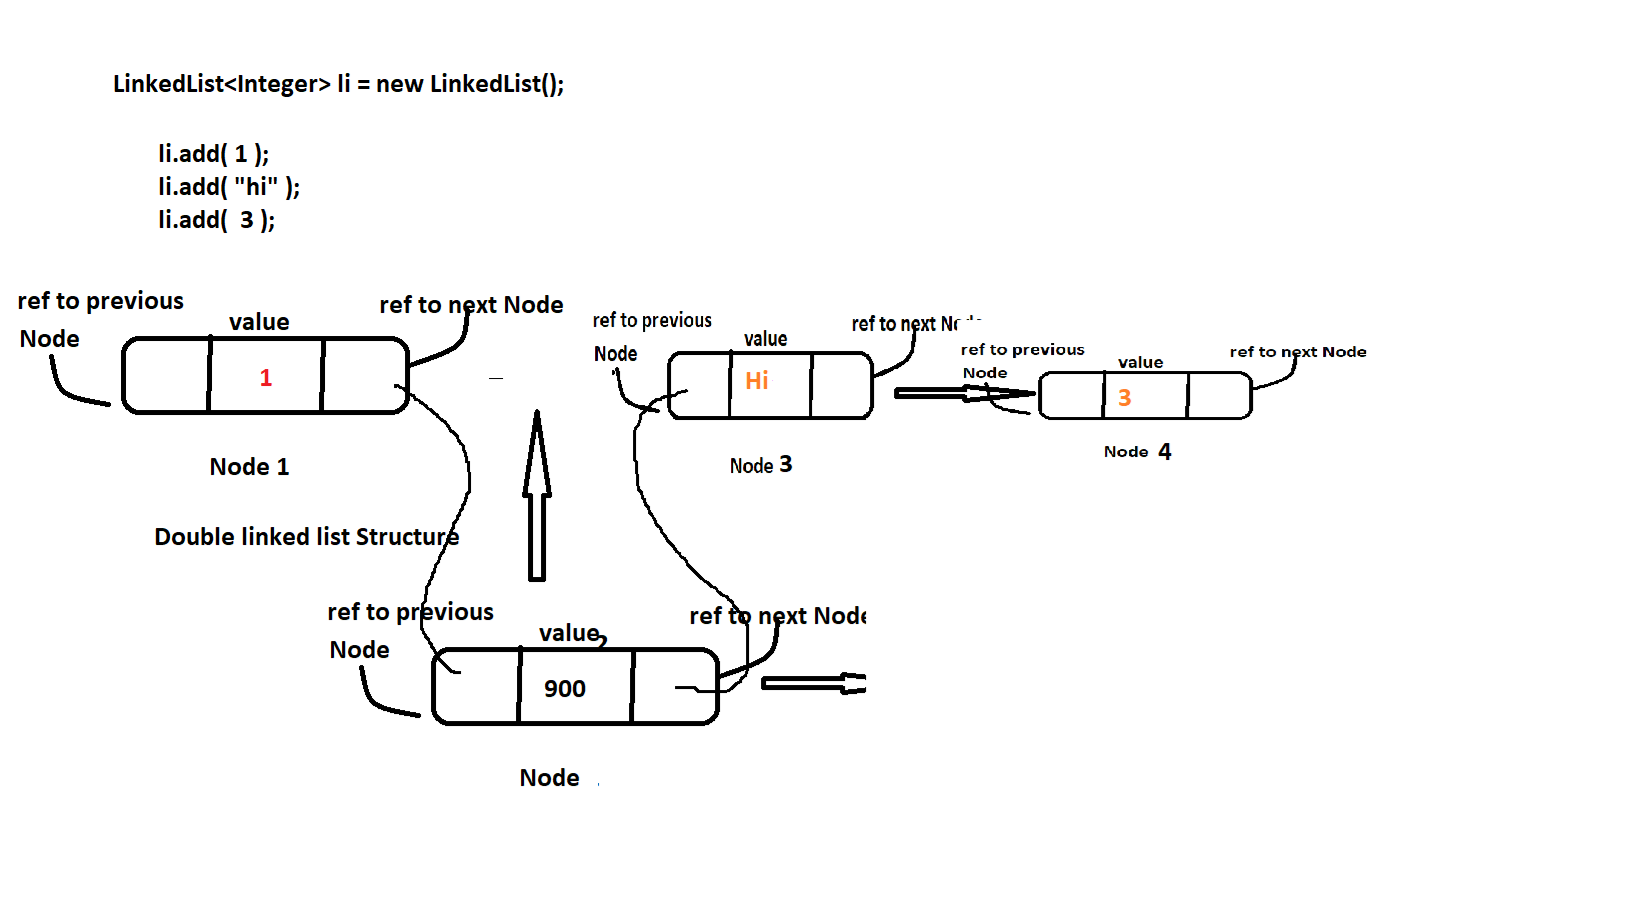 LinkedList<Integer> li = new LinkedList();
li.add( 1 );
li.add( "hi" );
li.add(  3 );
ref to previous
Node
value
ref to next Node
1
Node 1
ref to previous
Node
value
ref to next
Hi
Node 3
ref to previous
Node
value
ref to next Node
3
Node 4
Double linked list Structure
ref to previous
Node
value
ref to next Node
900
Node